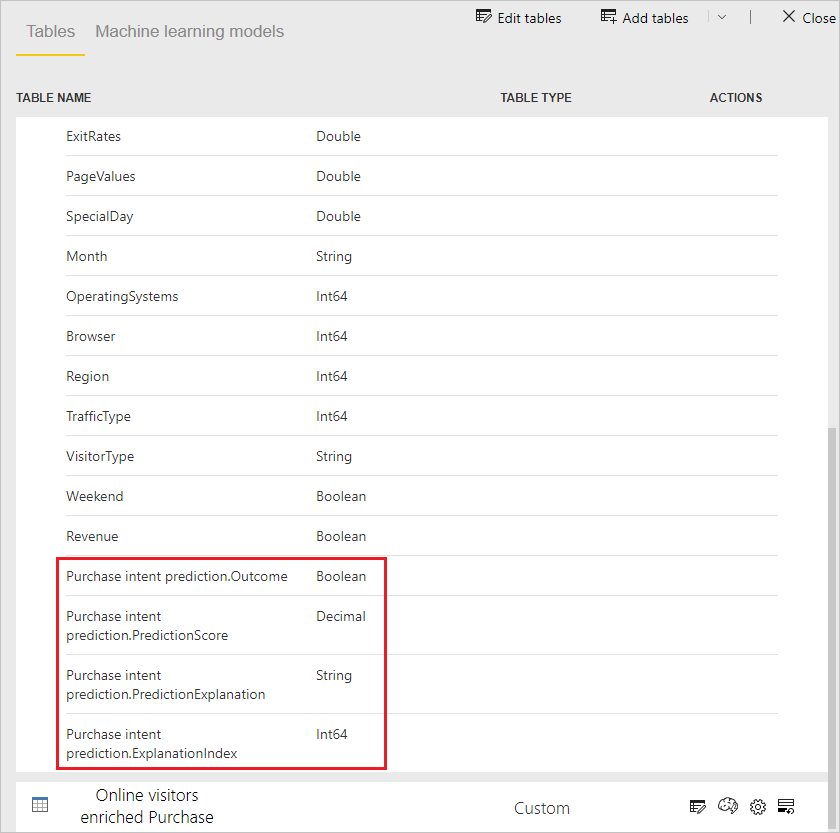 Tables Machine learning models Edit tables Add tables Close
TABLE NAME TABLE TYPE ACTIONS
ExitRates Double
PageValues Double
SpecialDay Double
Month String
OperatingSystems Int64
Browser Int64
Region Int64
TrafficType Int64
VisitorType String
Weekend Boolean
Revenue Boolean
Purchase intent prediction.Outcome Boolean
Purchase intent Decimal
prediction.PredictionScore
Purchase intent String
prediction.PredictionExplanation
Purchase intent Int64
prediction.ExplanationIndex
Online visitors
enriched Purchase Custom